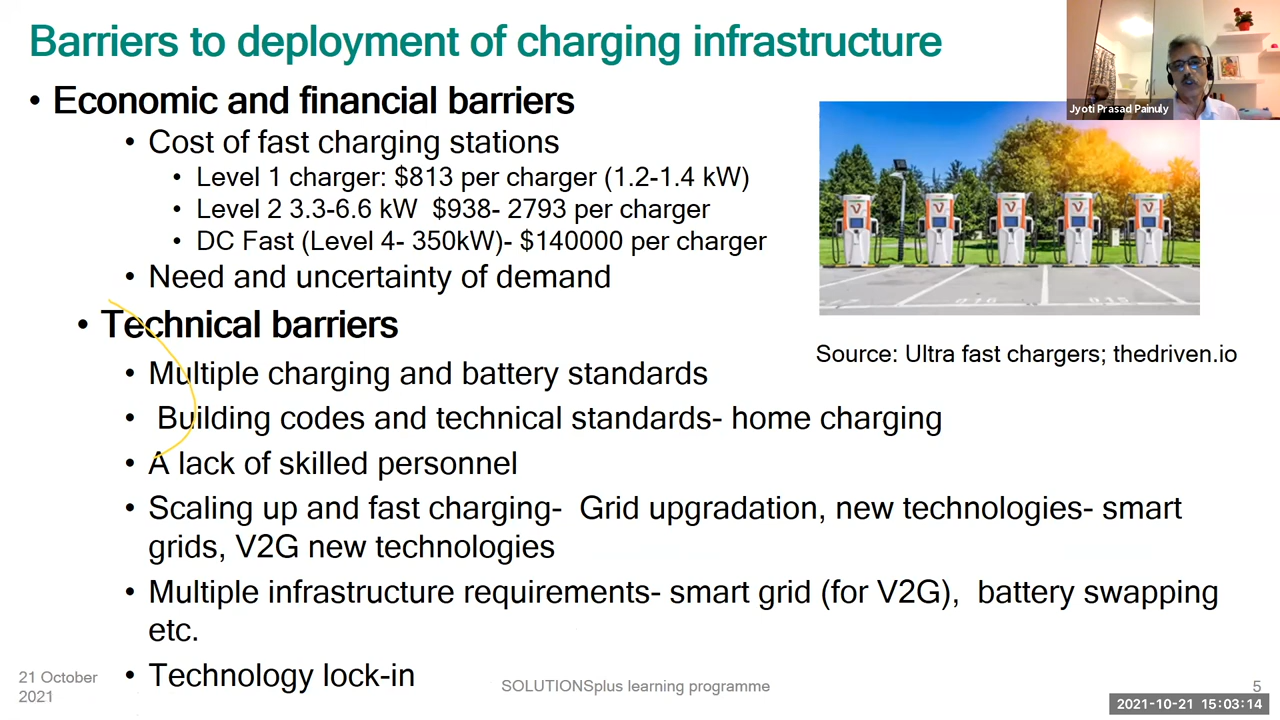 Barriers to deployment of charging infrastructure
Jyoti Prasad Painuly
• Economic and financial barriers
• Cost of fast charging stations
• Level 1 charger: $813 per charger (1.2-1.4 kW)
• Level 2 3.3-6.6 kW $938- 2793 per charger
• DC Fast (Level 4- 350kW)- $140000 per charger
• Need and uncertainty of demand
• Technical barriers
Source: Ultra fast chargers; thedriven.io
• Multiple charging and battery standards
• Building codes and technical standards- home charging
• A lack of skilled personnel
• Scaling up and fast charging- Grid upgradation, new technologies- smart
grids, V2G new technologies
• Multiple infrastructure requirements- smart grid (for V2G), battery swapping
etc.
• Technology lock-in
21 October
2021
SOLUTIONSplus learning programme
5
2021-10-21 15:03:14